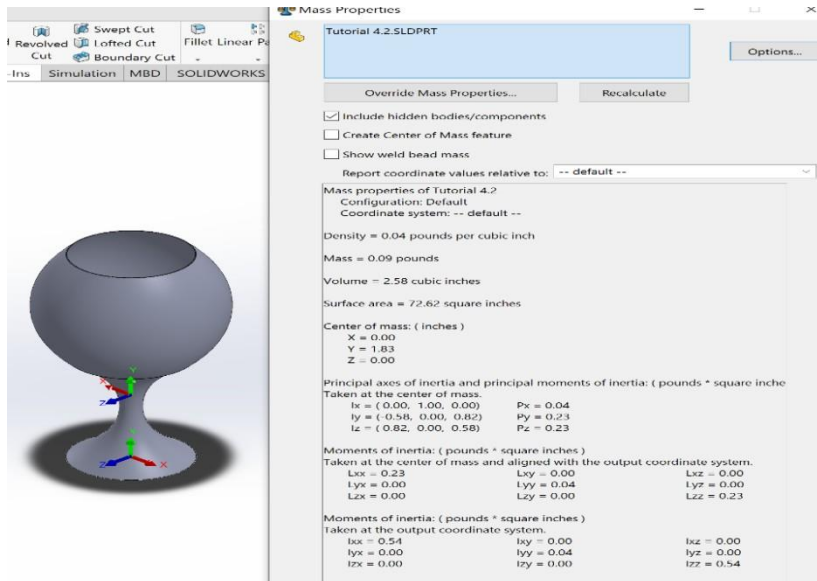 Mass Properties
Swept Cut
Revolved Cut
Lofted Cut
Boundary Cut
Fillet Linear Pa
-Ins Simulation MBD SOLIDWORKS
Tutorial 4.2.SLDPRT
Options...
Override Mass Properties... Recalculate
Include hidden bodies/components
Create Center of Mass feature
Show weld bead mass
Report coordinate values relative to: -- default --
Mass properties of Tutorial 4.2
Configuration: Default
Coordinate system: -- default --
Density = 0.04 pounds per cubic inch
Mass = 0.09 pounds
Volume = 2.58 cubic inches
Surface area = 72.62 square inches
Center of mass: ( inches )
X = 0.00
Y = 1.83
Z = 0.00
Principal axes of inertia and principal moments of inertia: ( pounds * square inche
Taken at the center of mass.
Ix = ( 0.00, 1.00, 0.00) Px = 0.04
Iy = (-0.58, 0.00, 0.82) Py = 0.23
Iz = ( 0.82, 0.00, 0.58) Pz = 0.23
Moments of inertia: ( pounds * square inches )
Taken at the center of mass and aligned with the output coordinate system.
Lxx = 0.23 Lxy = 0.00 Lxz = 0.00
Lyx = 0.00 Lyy = 0.04 Lyz = 0.00
Lzx = 0.00 Lzy = 0.00 Lzz = 0.23
Moments of inertia: ( pounds * square inches )
Taken at the output coordinate system.
Ixx = 0.54 Ixy = 0.00 Ixz = 0.00
Iyx = 0.00 Iyy = 0.04 Iyz = 0.00
Izx = 0.00 Izy = 0.00 Izz = 0.54
Y
X
Z
Y
Z
X